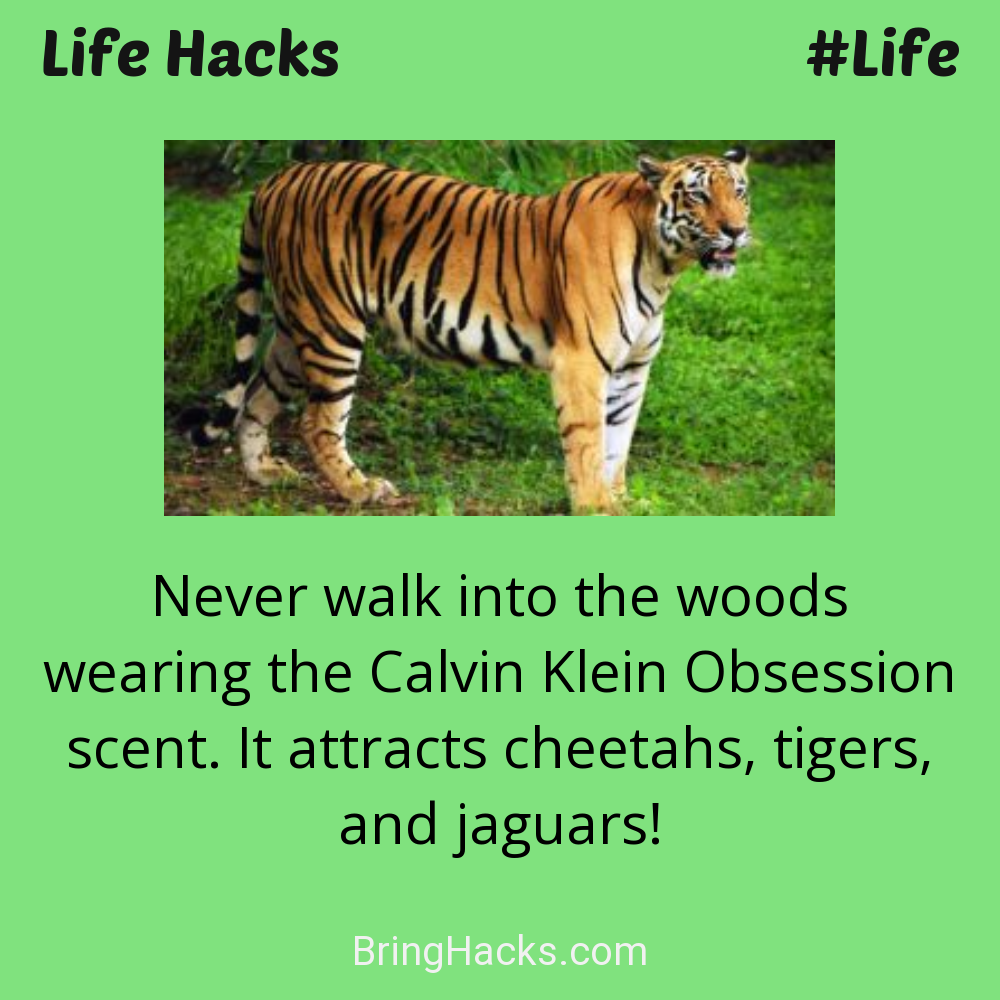 Life Hacks
#Life
Never walk into the woods
wearing the Calvin Klein Obsession
scent. It attracts cheetahs, tigers,
and jaguars!
BringHacks.com